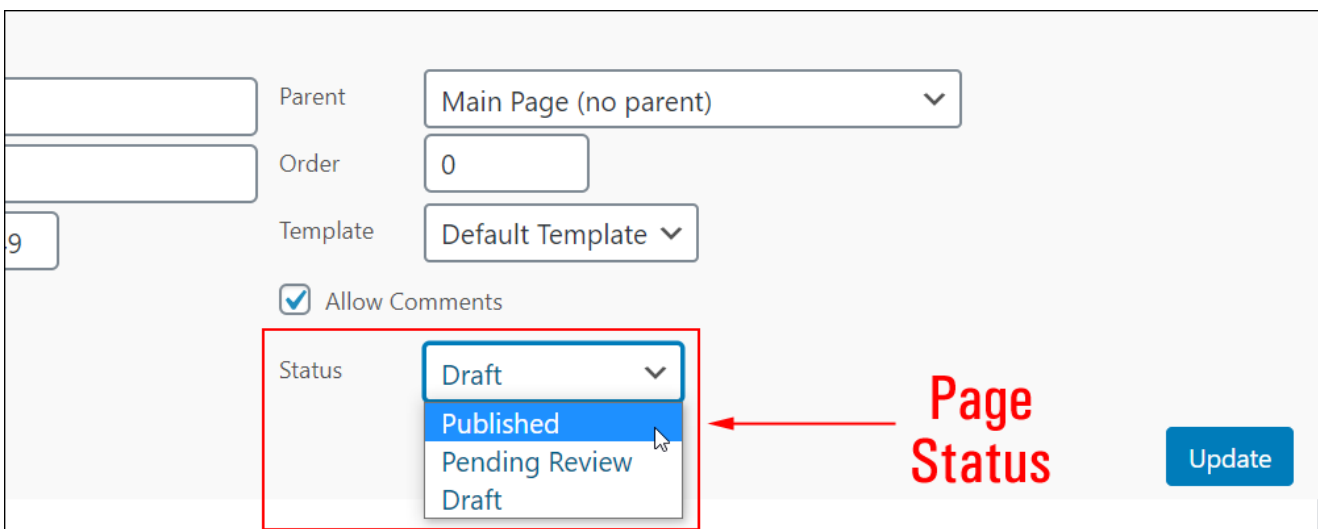 Parent
Main Page (no parent)
Order
0
Template
Default Template
9
Allow Comments
Status
Draft
Published
Pending Review
Draft
Page
Status
Update